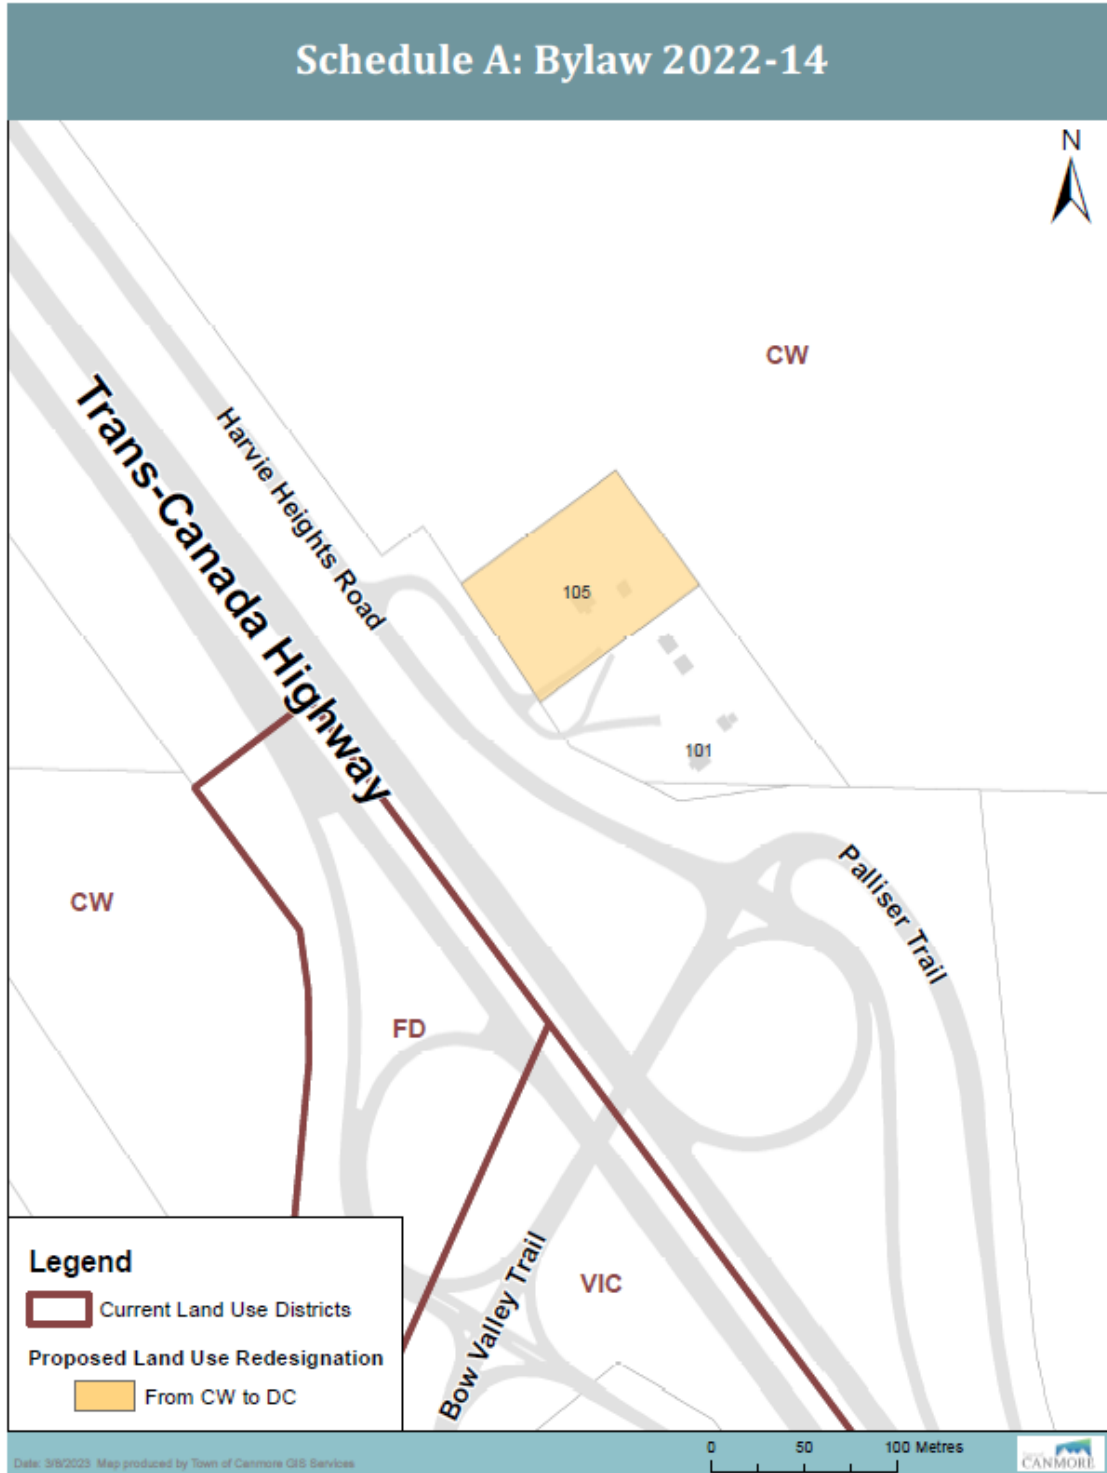 Schedule A: Bylaw 2022-14
N
CW
Trans-Canada Highway
Harvie Heights Road
105
101
Palliser Trail
CW
FD
VIC
Bow Valley Trail
Legend
Current Land Use Districts
Proposed Land Use Redesignation
From CW to DC
0 50 100 Metres
Date: 3/8/2023 Map produced by Town of Canmore GIS Services
CANMORE